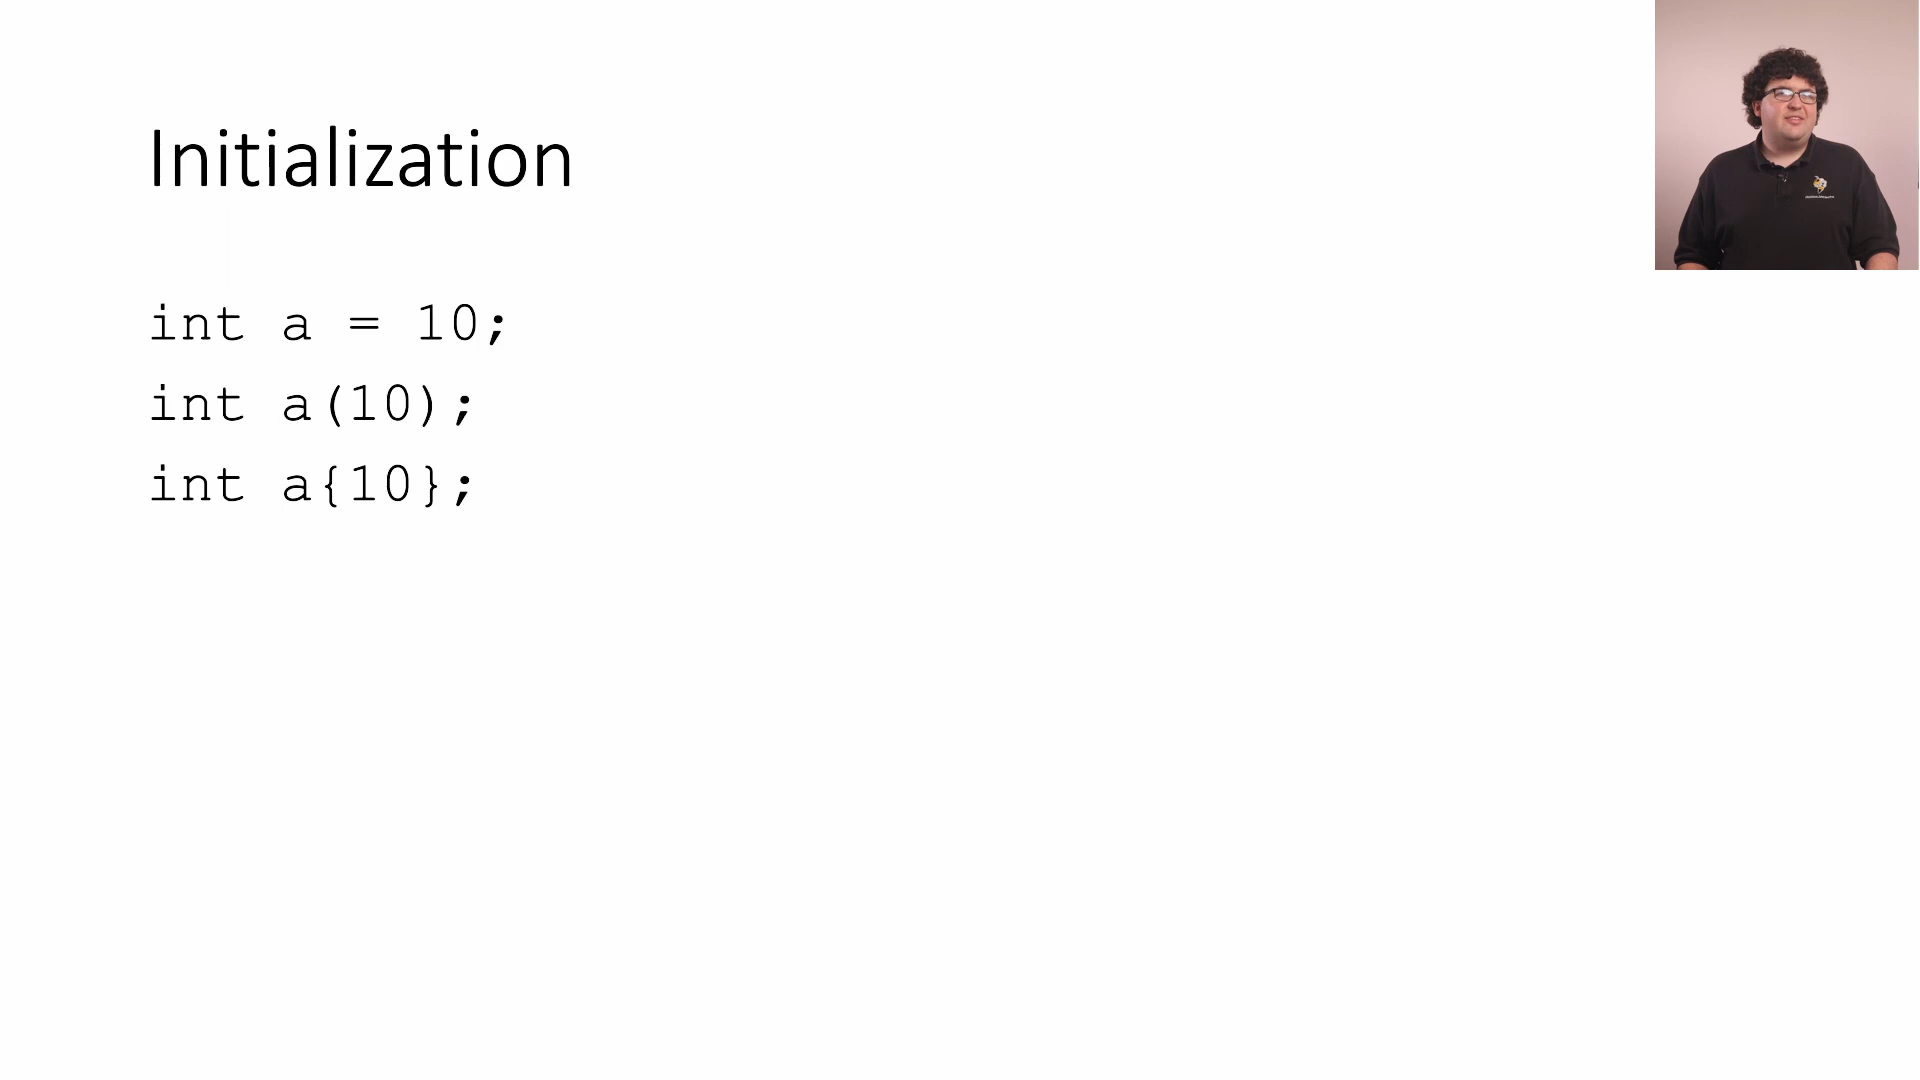 Initialization
int a = 10;
int a(10);
int a{10};